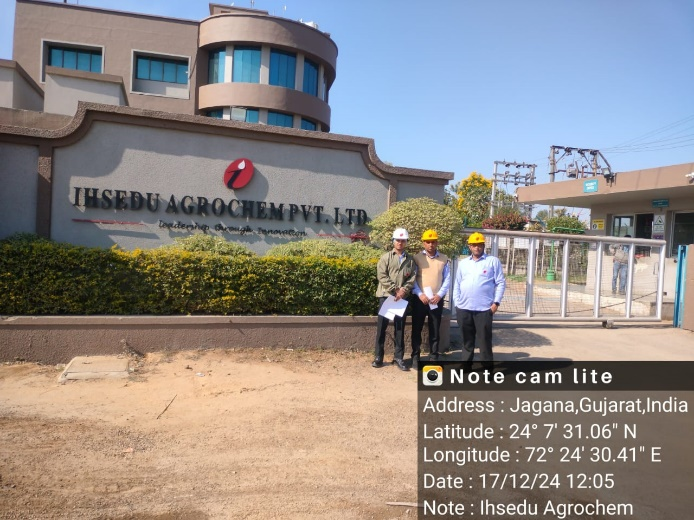 i
IHSEDU AGROCHEM PVT. LTD.
Leadership through Innovation
Note cam lite
Address : Jagana,Gujarat,India
Latitude : 24° 7' 31.06" N
Longitude : 72° 24' 30.41" E
Date : 17/12/24 12:05
Note : Ihsedu Agrochem